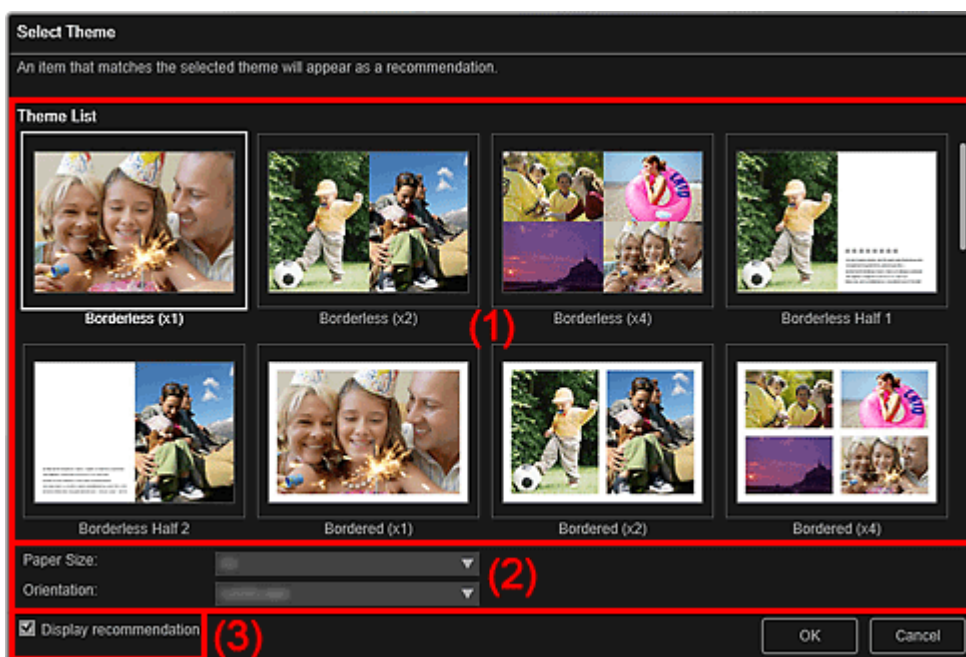 Select Theme
An item that matches the selected theme will appear as a recommendation.
Theme List
Borderless (x1)
Borderless (x2)
Borderless (x4)
Borderless Half 1
(1)
Borderless Half 2
Bordered (x1)
Bordered (x2)
Bordered (x4)
Paper Size:
Orientation:
(2)
Display recommendation
(3)
OK
Cancel